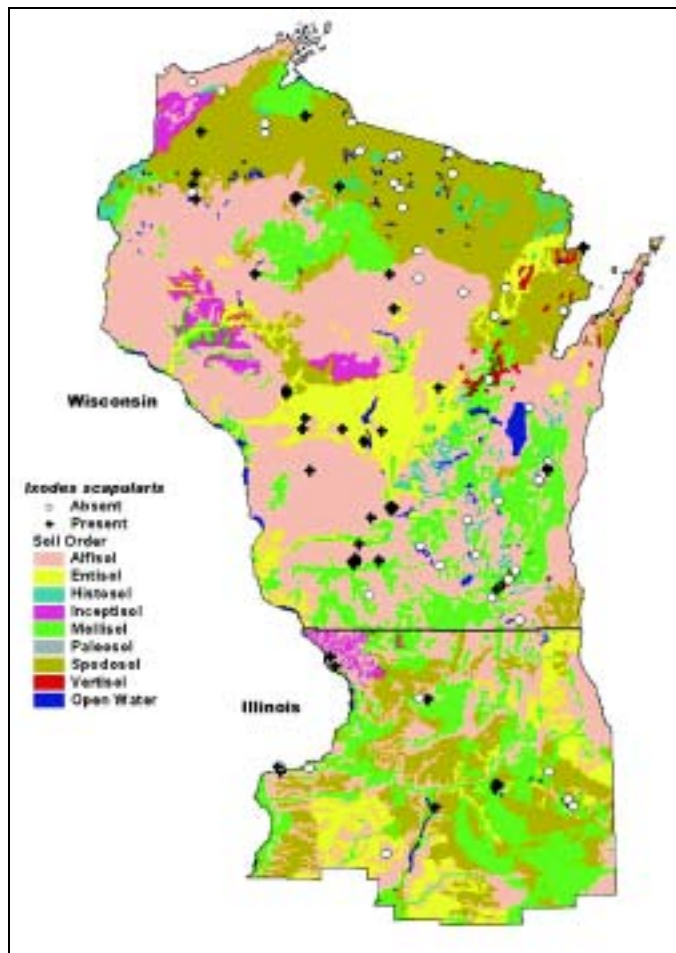 Wisconsin
Ixodes scapularis
Absent
Present
Soil Order
Alfisol
Entisol
Histosol
Inceptisol
Mollisol
Paleosol
Spodosol
Vertisol
Open Water
Illinois